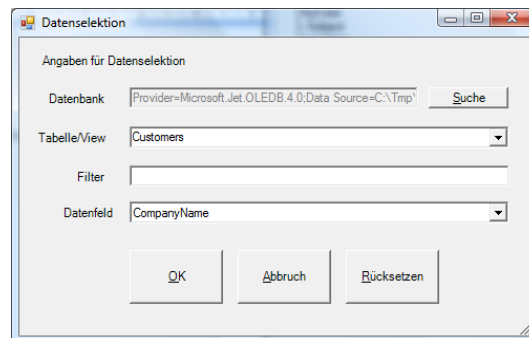 Datenselektion
Angaben für Datenselektion
Datenbank Provider=Microsoft.Jet.OLEDB.4.0;Data Source=C:\Tmp\ Suche
Tabelle/View Customers
Filter
Datenfeld CompanyName
OK Abbruch Rücksetzen